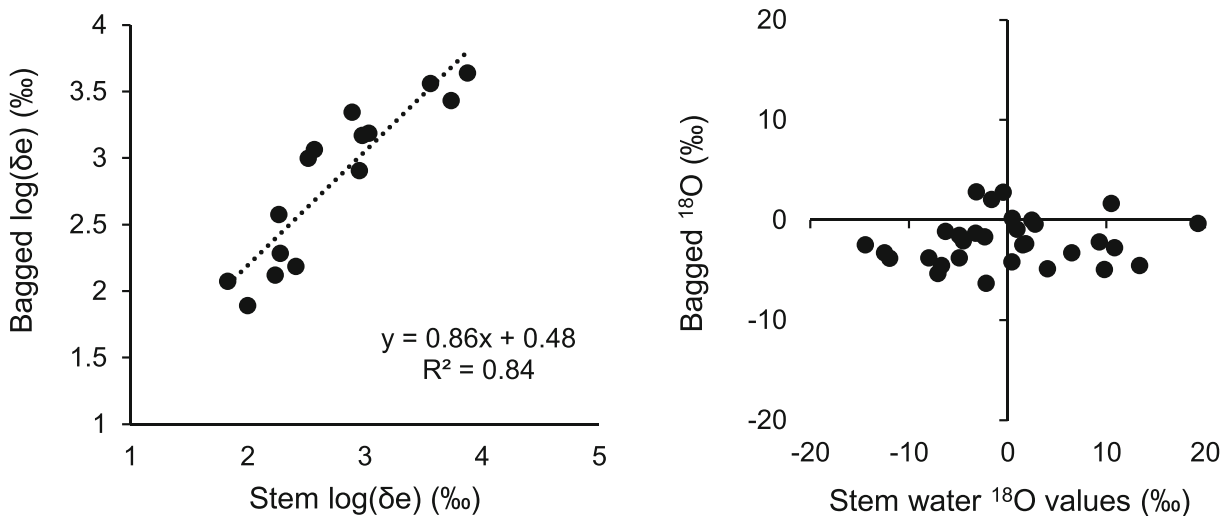 4
3.5
3
2.5
2
1.5
1
Bagged log(δe) (‰)
y = 0.86x + 0.48
R² = 0.84
1 2 3 4 5
Stem log(δe) (‰)
20
10
0
-10
-20
Bagged ¹⁸O (‰)
-20 -10 0 10 20
Stem water ¹⁸O values (‰)